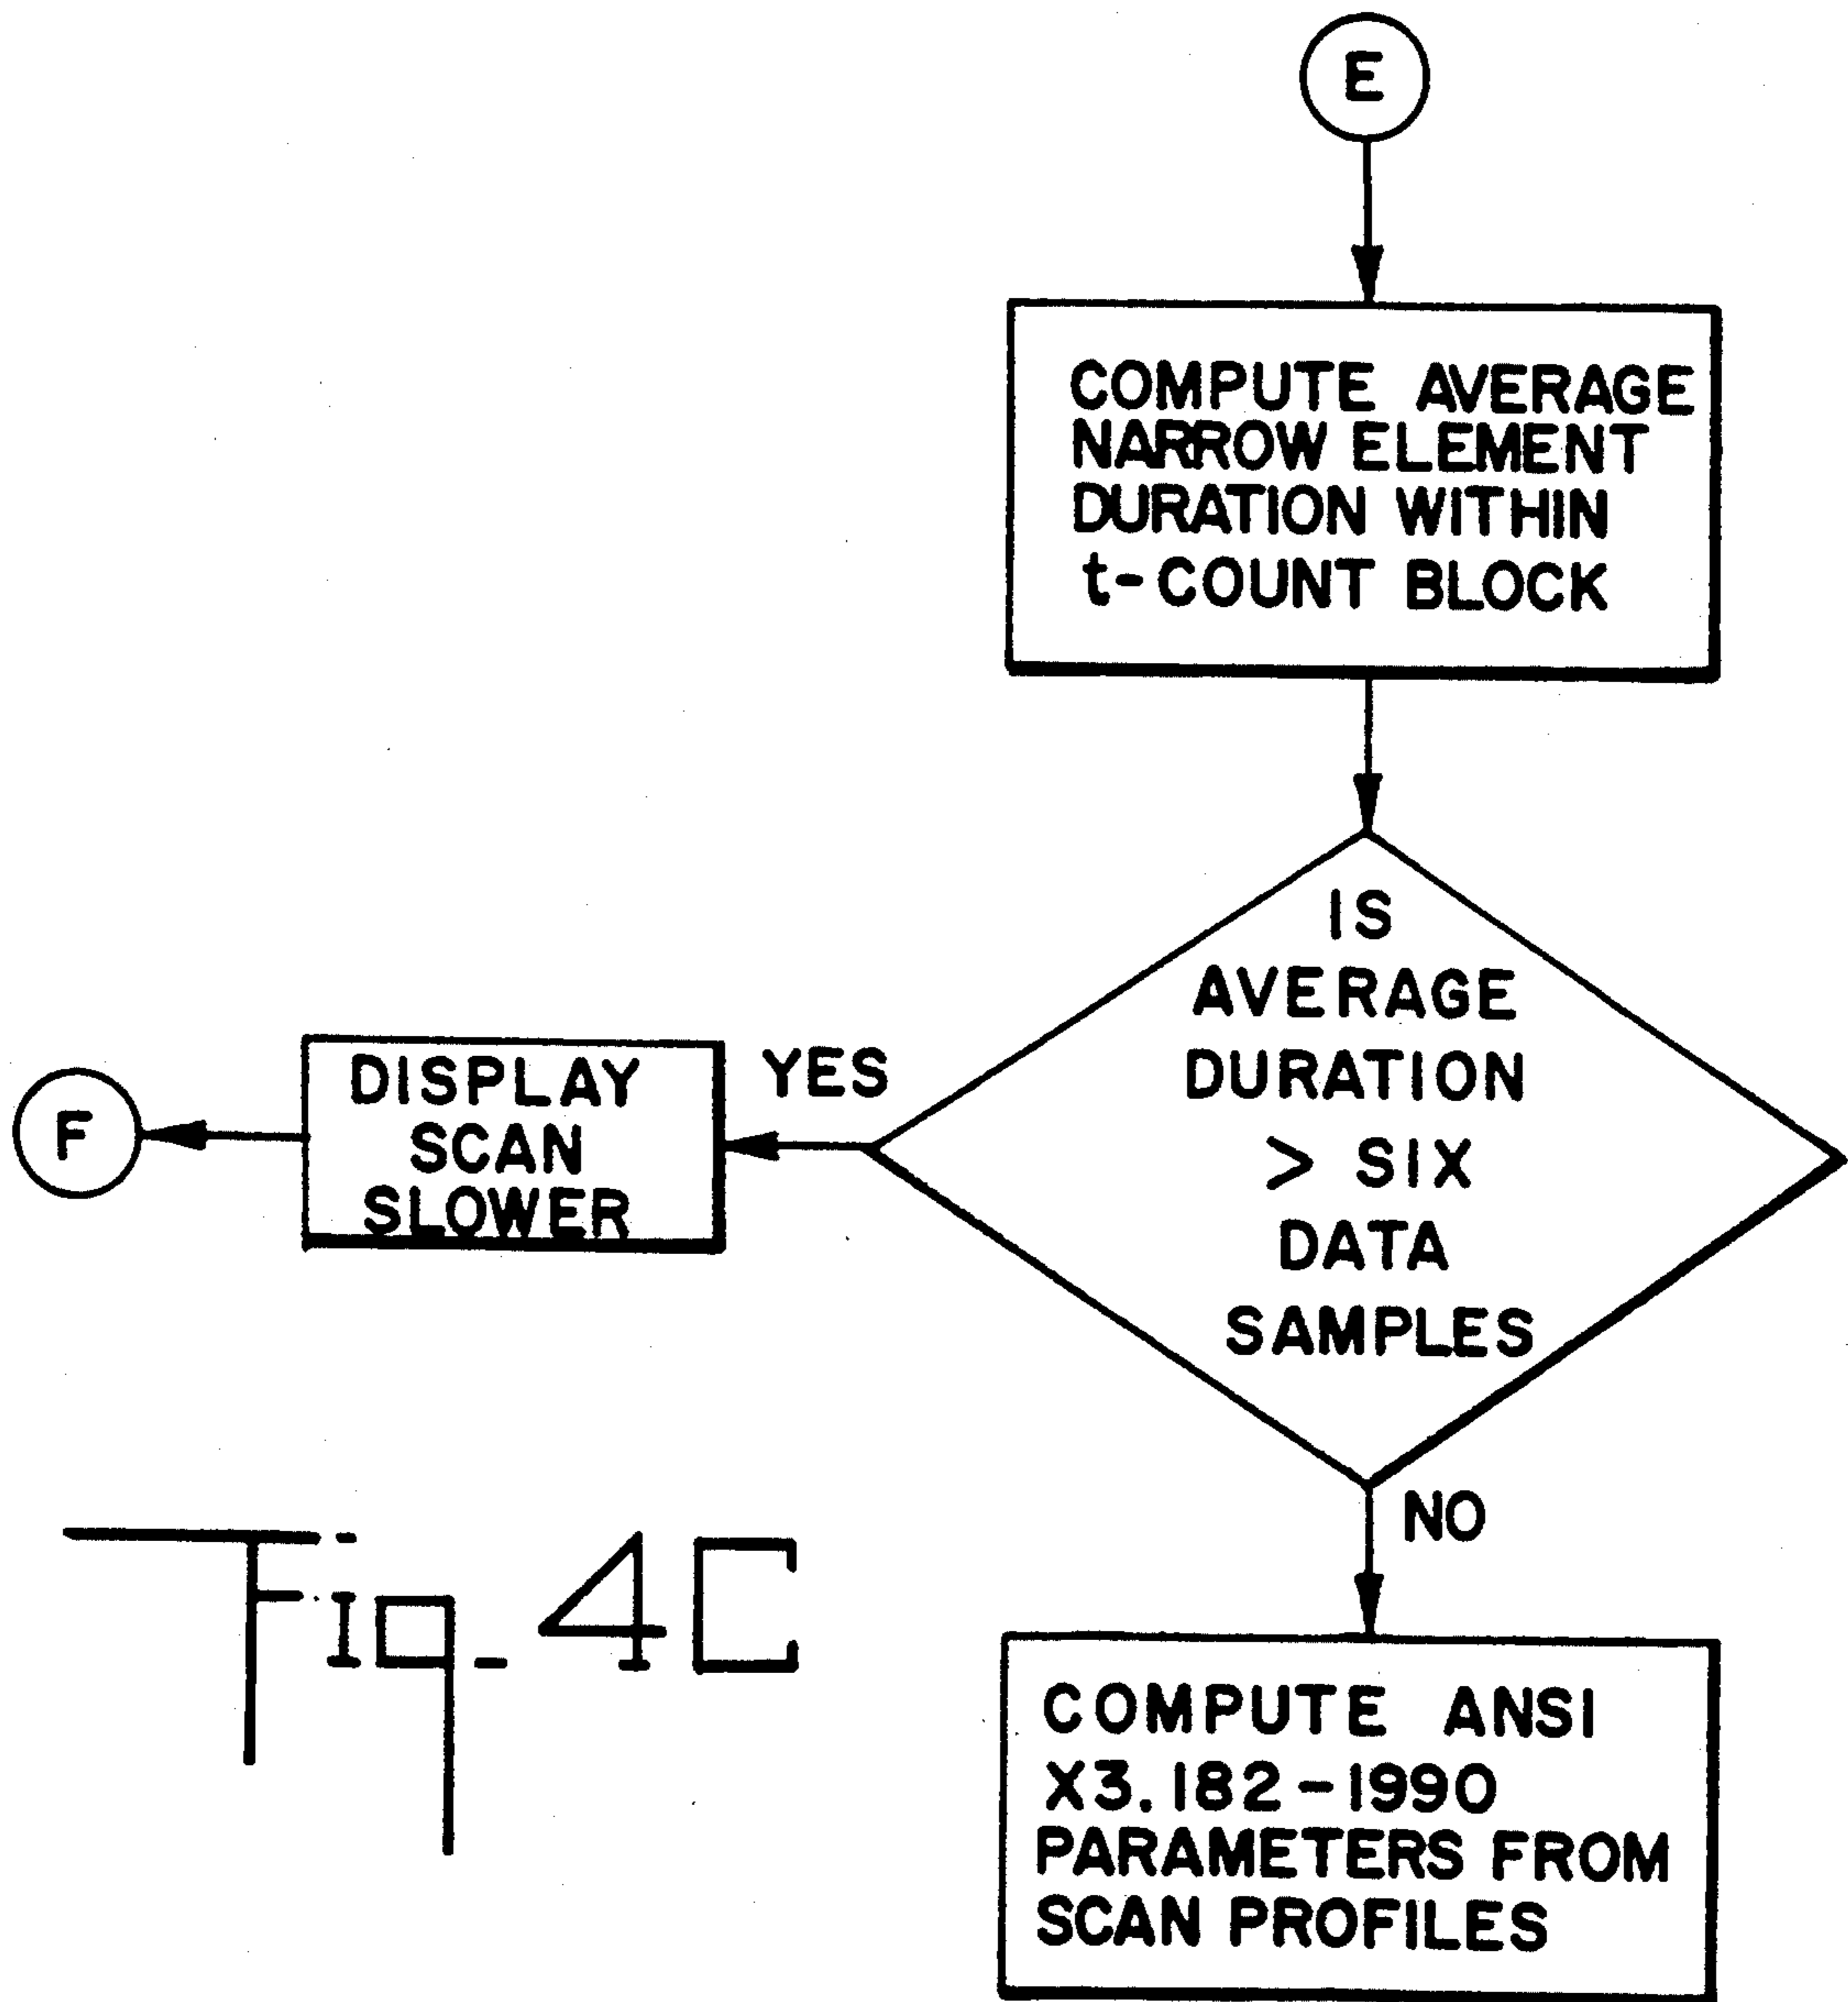 E
COMPUTE AVERAGE
NARROW ELEMENT
DURATION WITHIN
t-COUNT BLOCK
IS
AVERAGE
DURATION
> SIX
DATA
SAMPLES
YES
DISPLAY
SCAN
SLOWER
F
NO
COMPUTE ANSI
X3.182-1990
PARAMETERS FROM
SCAN PROFILES
Fig. 4C